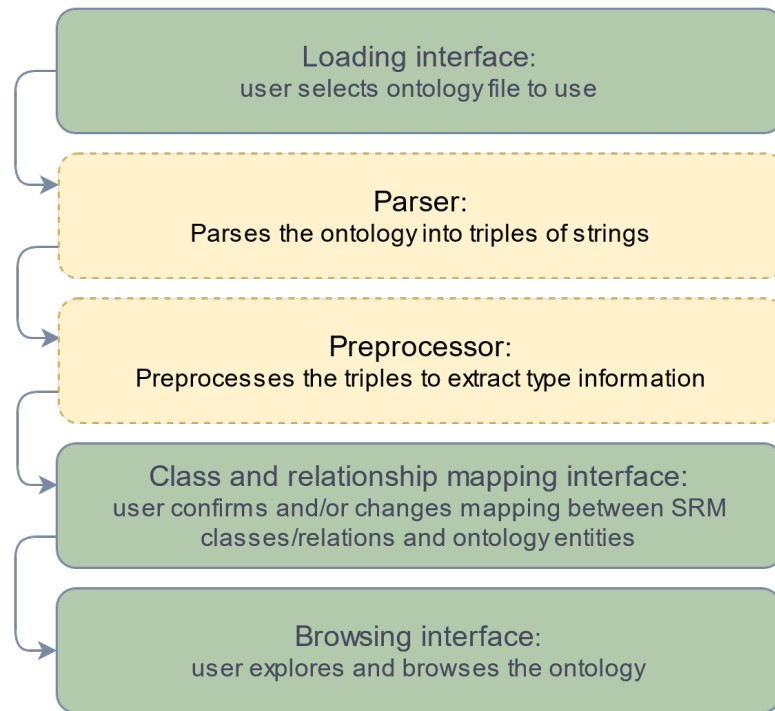 Loading interface:
user selects ontology file to use
Parser:
Parses the ontology into triples of strings
Preprocessor:
Preprocesses the triples to extract type information
Class and relationship mapping interface:
user confirms and/or changes mapping between SRM
classes/relations and ontology entities
Browsing interface:
user explores and browses the ontology